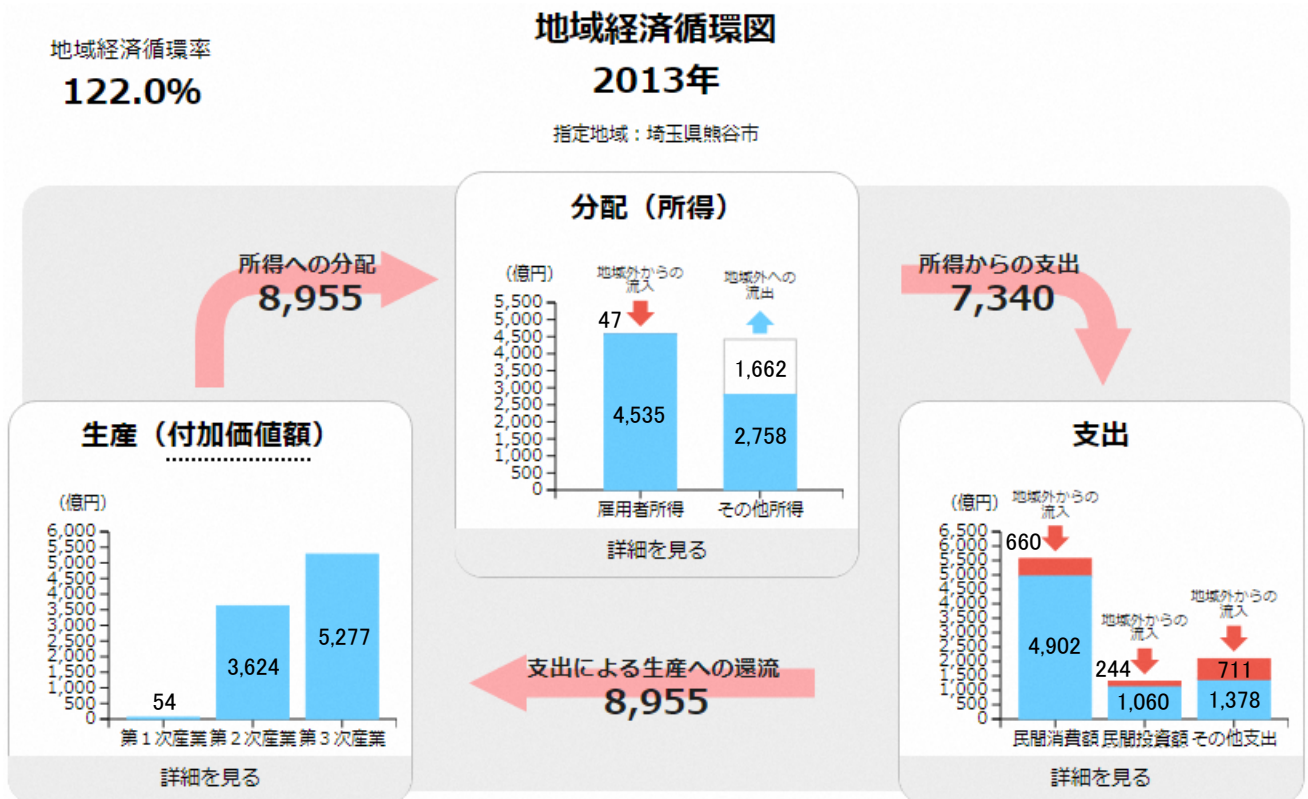 地域経済循環率
122.0%
地域経済循環図
2013年
指定地域：埼玉県熊谷市
分配（所得）
所得への分配
8,955
所得からの支出
7,340
（億円）
地域外からの
流入
地域外への
流出
5,500
5,000
4,500
4,000
3,500
3,000
2,500
2,000
1,500
1,000
500
0
47
4,535
1,662
2,758
雇用者所得
その他所得
詳細を見る
生産（付加価値額）
（億円）
6,000
5,500
5,000
4,500
4,000
3,500
3,000
2,500
2,000
1,500
1,000
500
0
54
3,624
5,277
第１次産業
第２次産業
第３次産業
詳細を見る
支出による生産への還流
8,955
支出
（億円）
地域外からの
流入
6,500
6,000
5,500
5,000
4,500
4,000
3,500
3,000
2,500
2,000
1,500
1,000
500
0
660
4,902
地域外からの
流入
244
1,060
地域外からの
流入
711
1,378
民間消費額
民間投資額
その他支出
詳細を見る